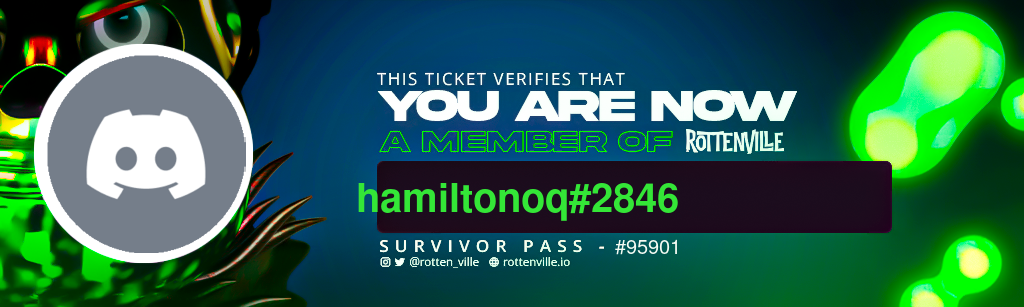 THIS TICKET VERIFIES THAT
YOU ARE NOW
A MEMBER OF ROTTENVILLE
hamiltonoq#2846
SURVIVOR PASS - #95901
@rotten_ville rottenville.io